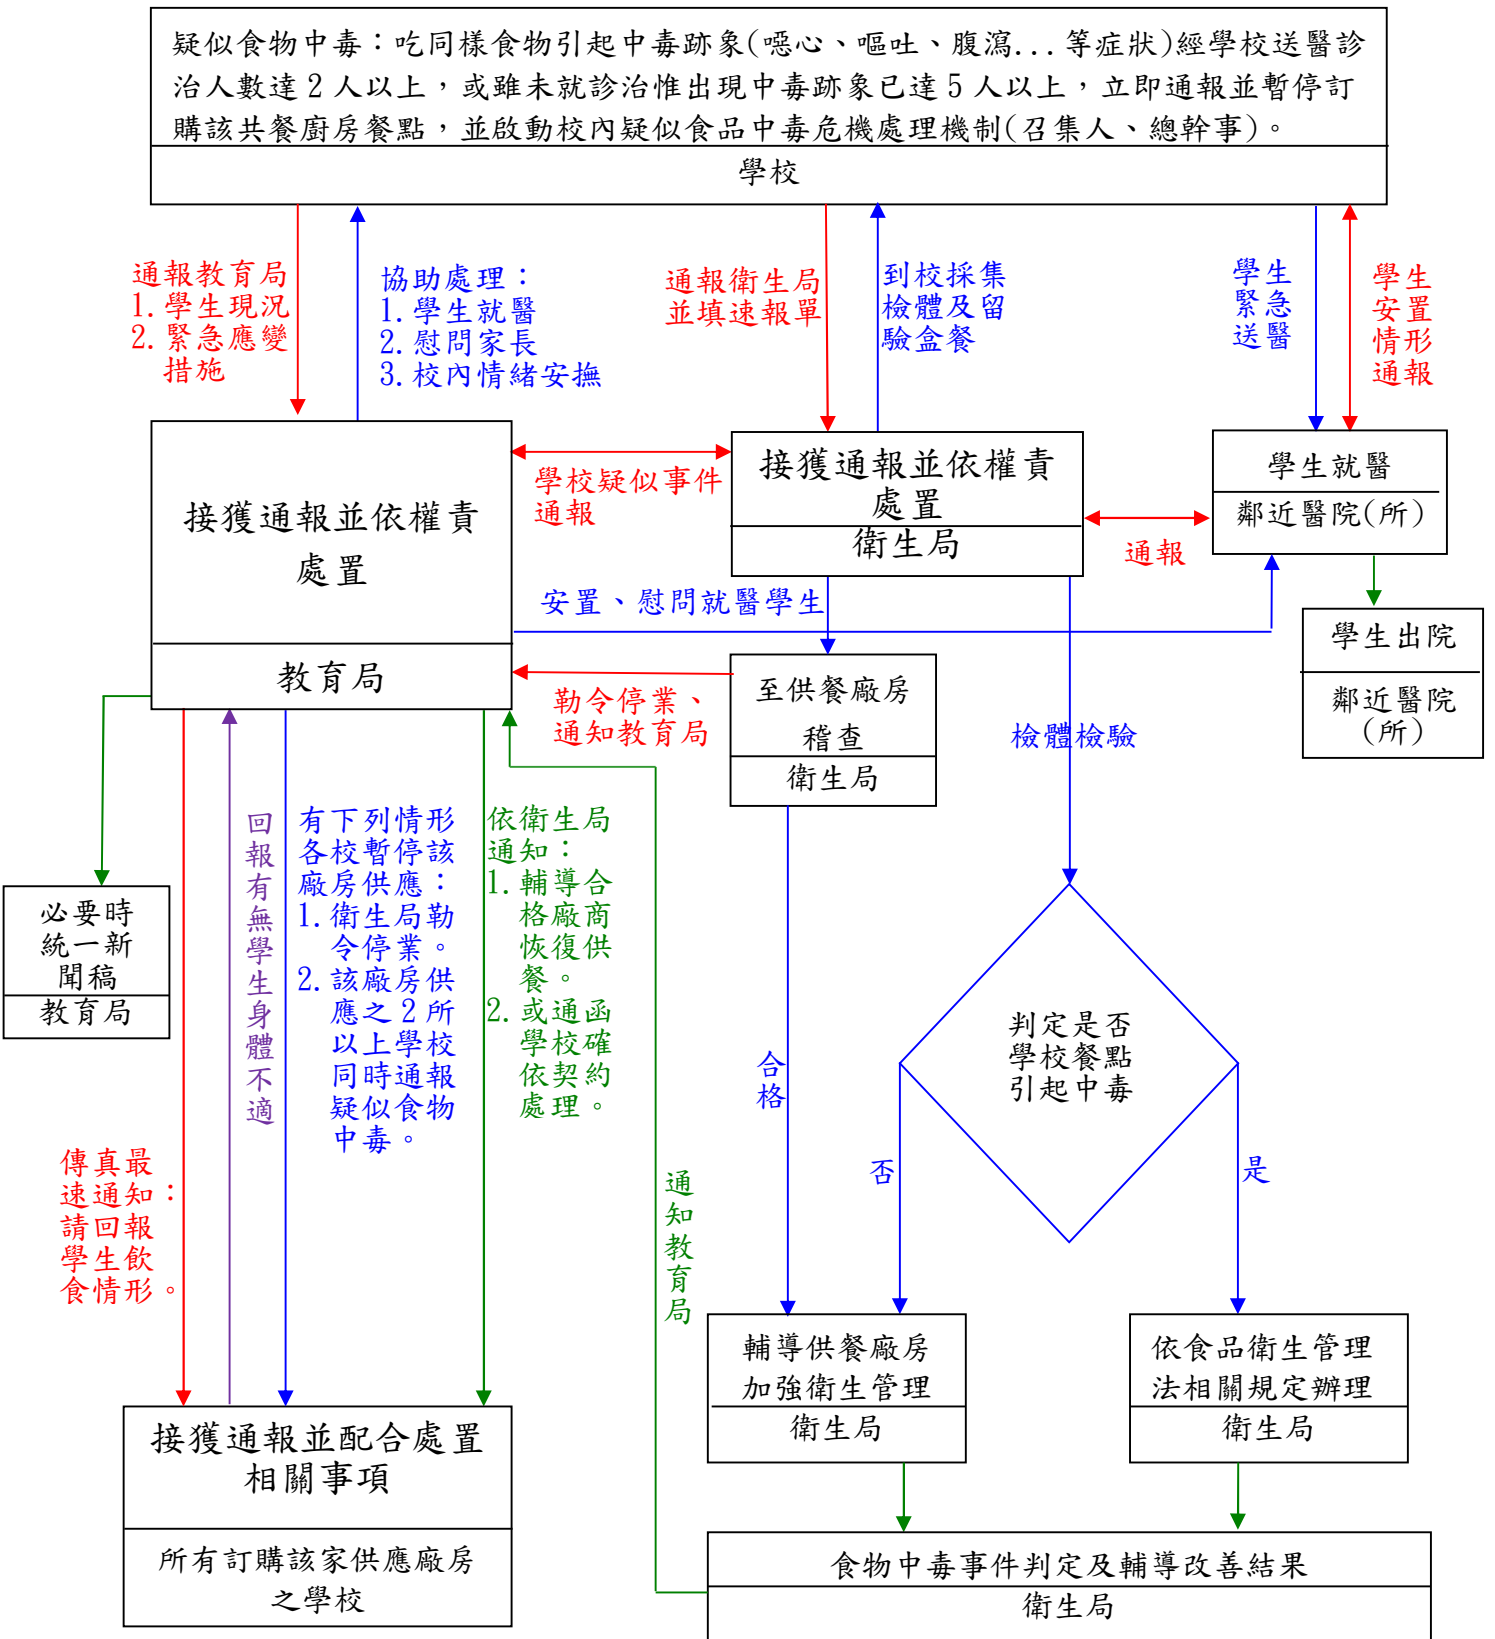 疑似食物中毒：吃同樣食物引起中毒跡象(噁心、嘔吐、腹瀉...等症狀)經學校送醫診
治人數達2人以上，或雖未就診治惟出現中毒跡象已達5人以上，立即通報並暫停訂
購該共餐廚房餐點，並啟動校內疑似食品中毒危機處理機制(召集人、總幹事)。
學校
通報教育局
1.學生現況
2.緊急應變
措施
協助處理：
1.學生就醫
2.慰問家長
3.校內情緒安撫
通報衛生局
並填速報單
到校採集
檢體及留
驗盒餐
學生
緊急
送醫
學生
安置
情形
通報
接獲通報並依權責
處置
教育局
學校疑似事件
通報
接獲通報並依權責
處置
衛生局
通報
學生就醫
鄰近醫院(所)
安置、慰問就醫學生
學生出院
鄰近醫院
(所)
勒令停業、
通知教育局
至供餐廠房
稽查
衛生局
檢體檢驗
必要時
統一新
聞稿
教育局
傳真最
速通知：
請回報
學生飲
食情形。
回
報
有
無
學
生
身
體
不
適
有下列情形
各校暫停該
廠房供應：
1.衛生局勒
令停業。
2.該廠房供
應之2所
以上學校
同時通報
疑似食物
中毒。
依衛生局
通知：
1.輔導合
格廠商
恢復供
餐。
2.或通函
學校確
依契約
處理。
通
知
教
育
局
合
格
判定是否
學校餐點
引起中毒
否
是
輔導供餐廠房
加強衛生管理
衛生局
依食品衛生管理
法相關規定辦理
衛生局
接獲通報並配合處置
相關事項
所有訂購該家供應廠房
之學校
食物中毒事件判定及輔導改善結果
衛生局